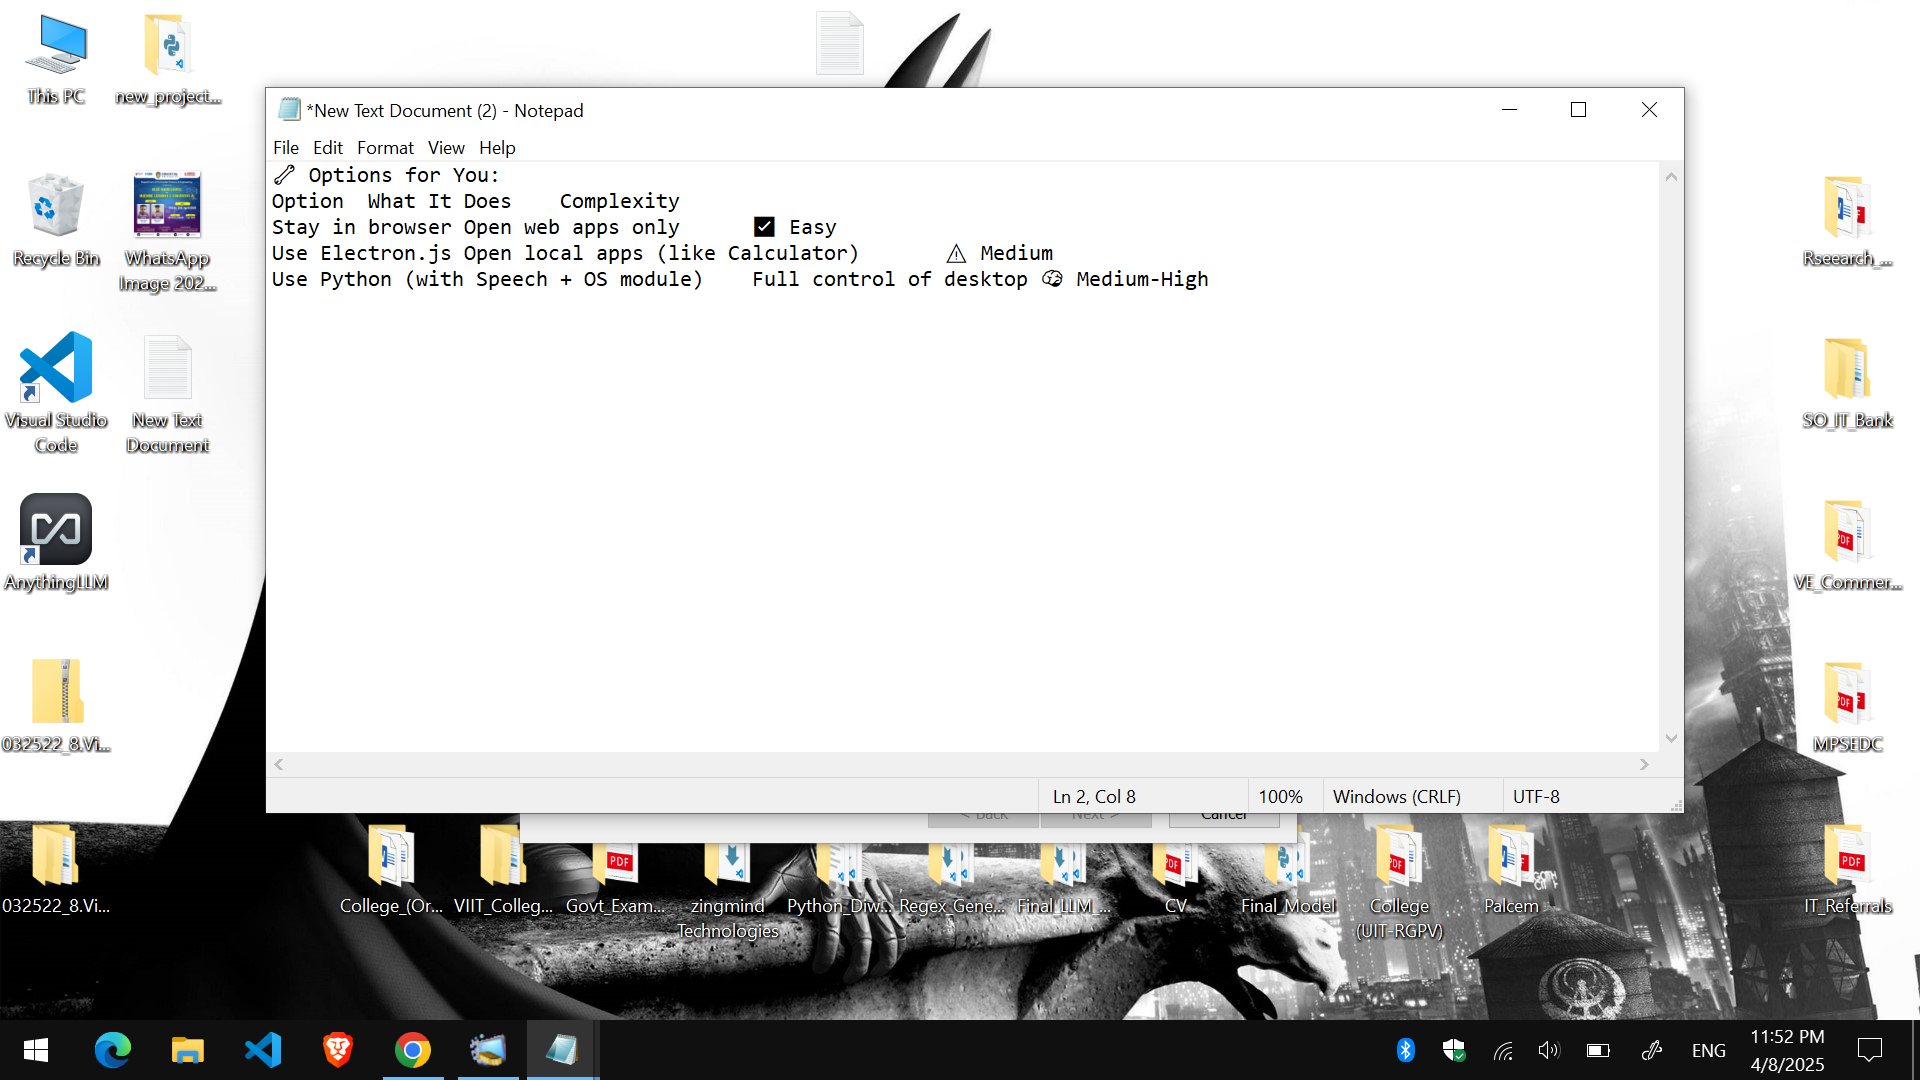 This PC
new_project...
*New Text Document (2) - Notepad
File Edit Format View Help
🔧 Options for You:
Option What It Does Complexity
Stay in browser Open web apps only ✅ Easy
Use Electron.js Open local apps (like Calculator) ⚠ Medium
Use Python (with Speech + OS module) Full control of desktop 🧠 Medium-High
Recycle Bin
WhatsApp
Image 202...
Rseearch_...
Visual Studio
Code
New Text
Document
SO_IT_Bank
AnythingLLM
VE_Commer...
032522_8.Vi...
MPSEDC
Ln 2, Col 8
100%
Windows (CRLF)
UTF-8
< Back
Next >
Cancel
032522_8.Vi...
College_(Or...
VIIT_Colleg...
Govt_Exam...
zingmind
Technologies
Python_Diw...
Regex_Gene...
Final_LLM_...
CV
Final_Model
College
(UIT-RGPV)
Palcem
IT_Referrals
PDF
PDF
ENG
11:52 PM
4/8/2025